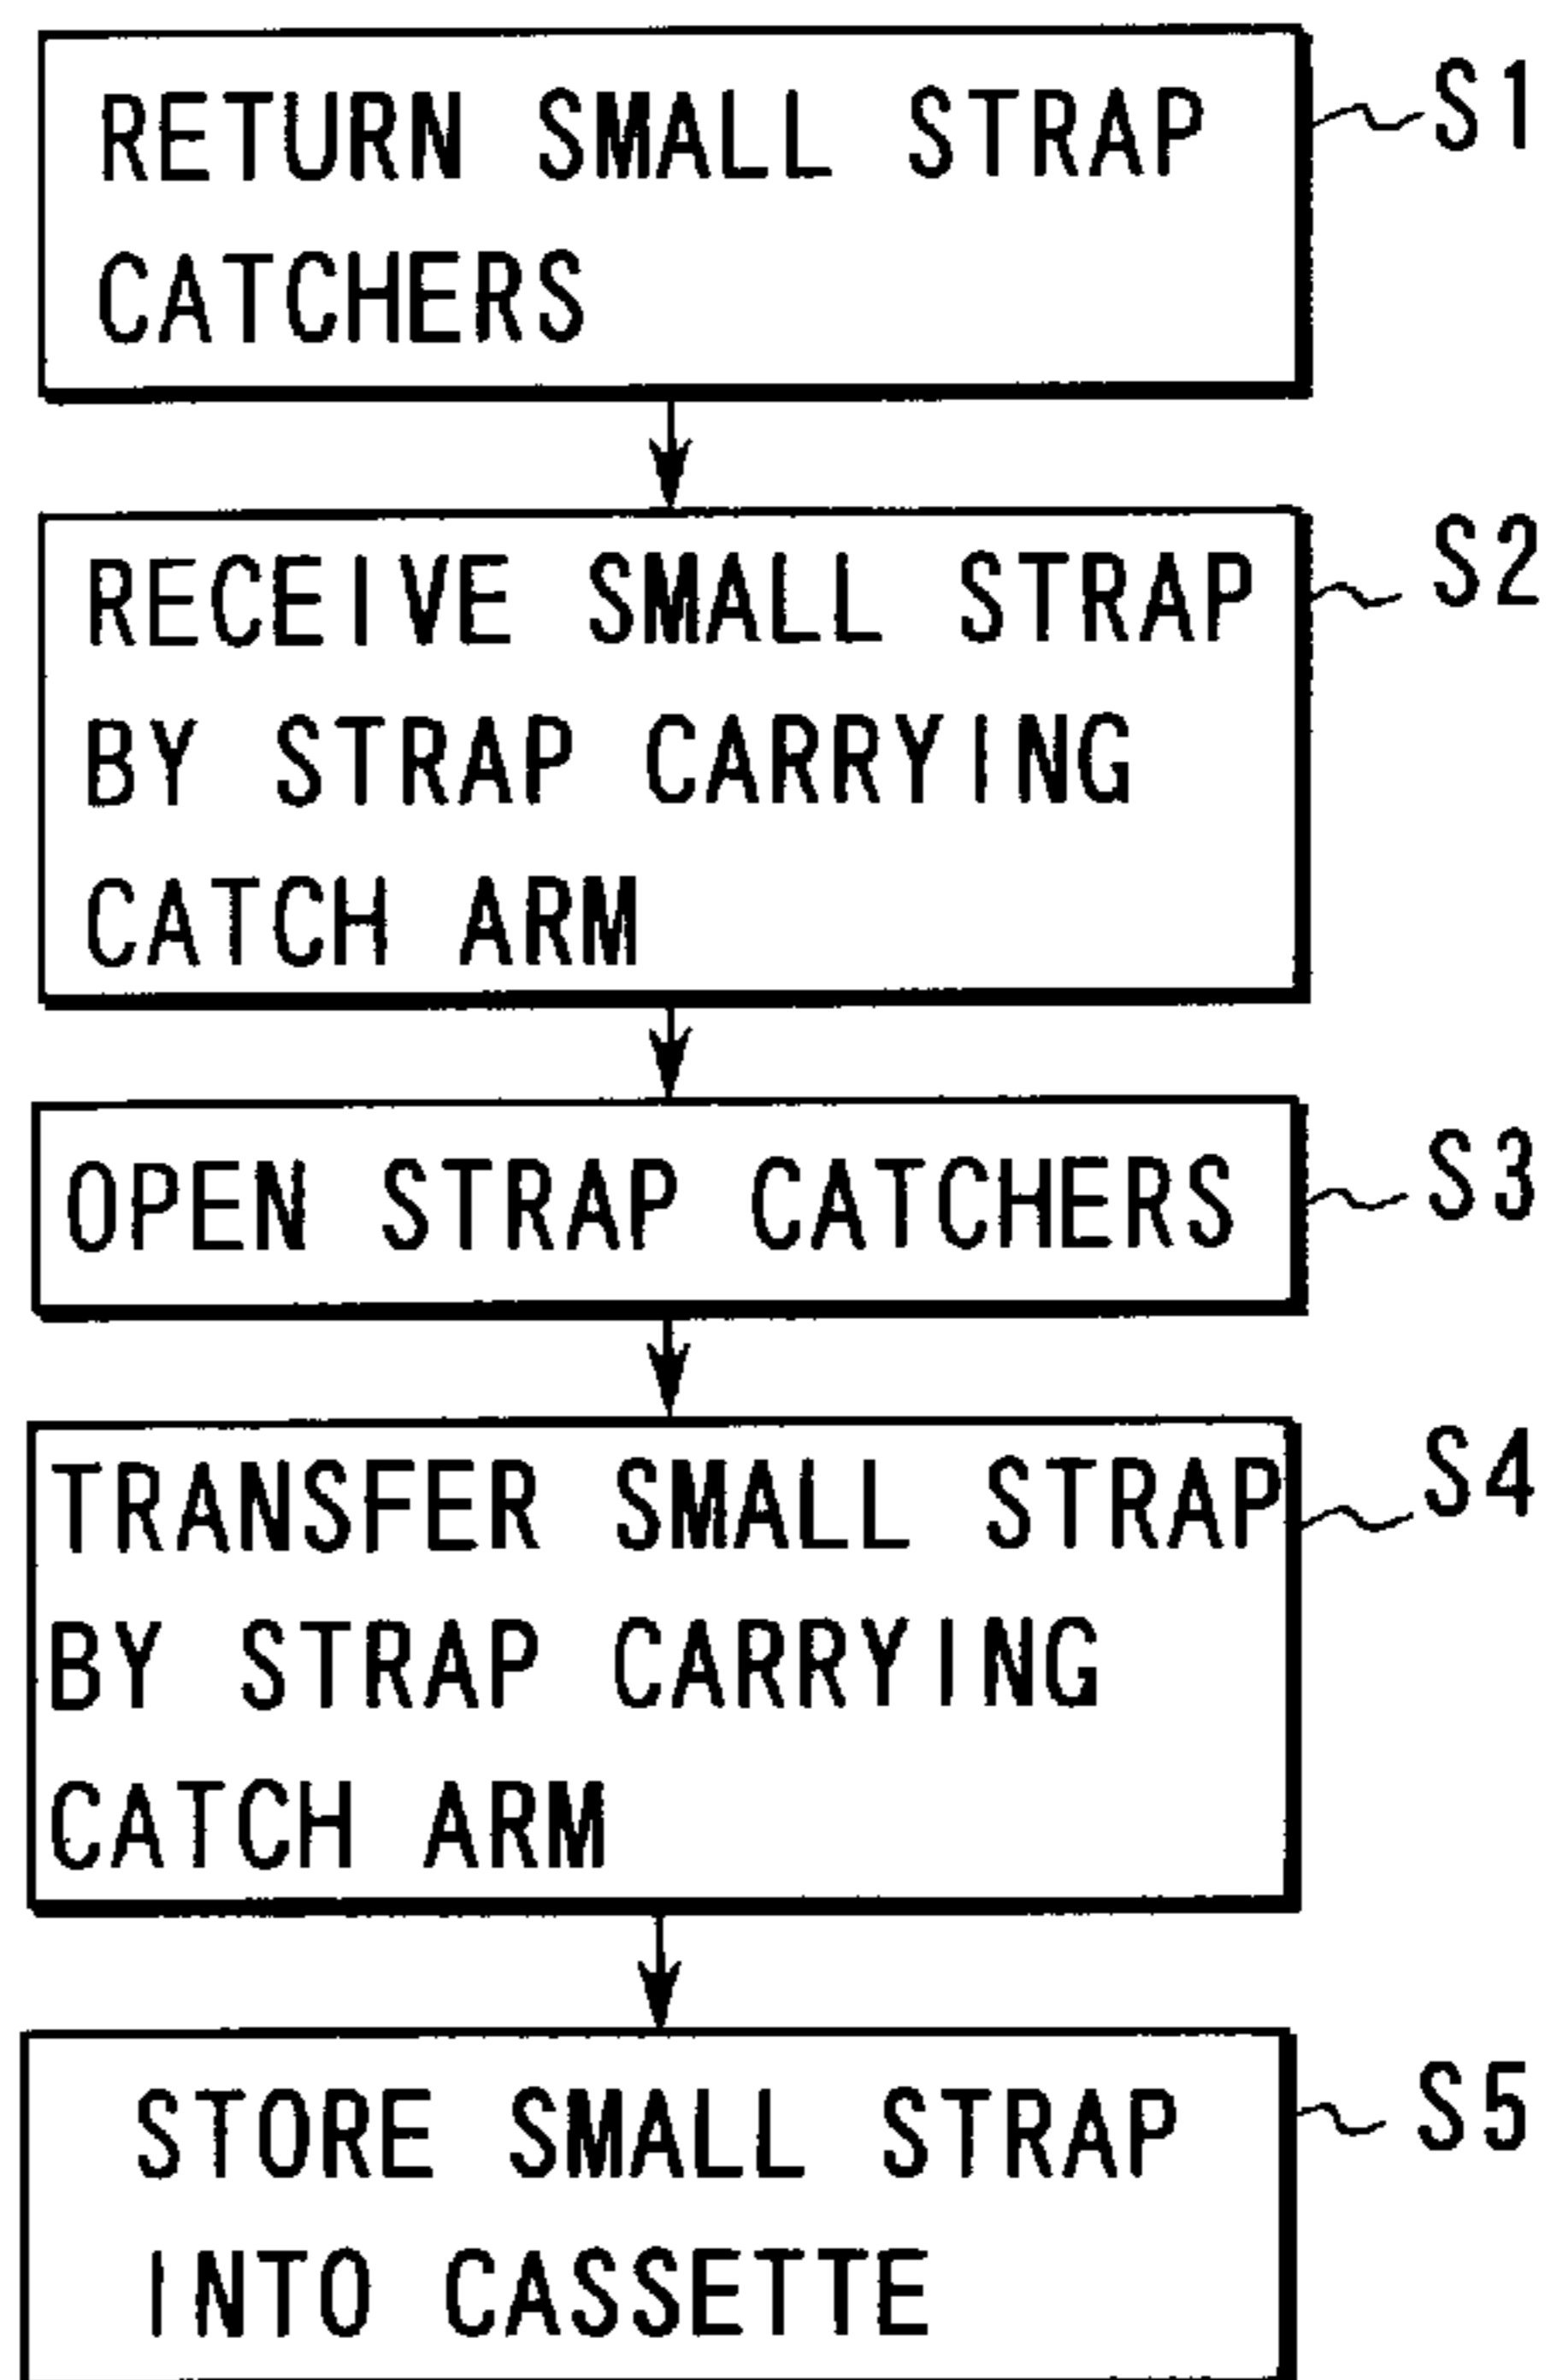 RETURN SMALL STRAP S1
CATCHERS
RECEIVE SMALL STRAP S2
BY STRAP CARRYING
CATCH ARM
OPEN STRAP CATCHERS S3
TRANSFER SMALL STRAP S4
BY STRAP CARRYING
CATCH ARM
STORE SMALL STRAP S5
INTO CASSETTE